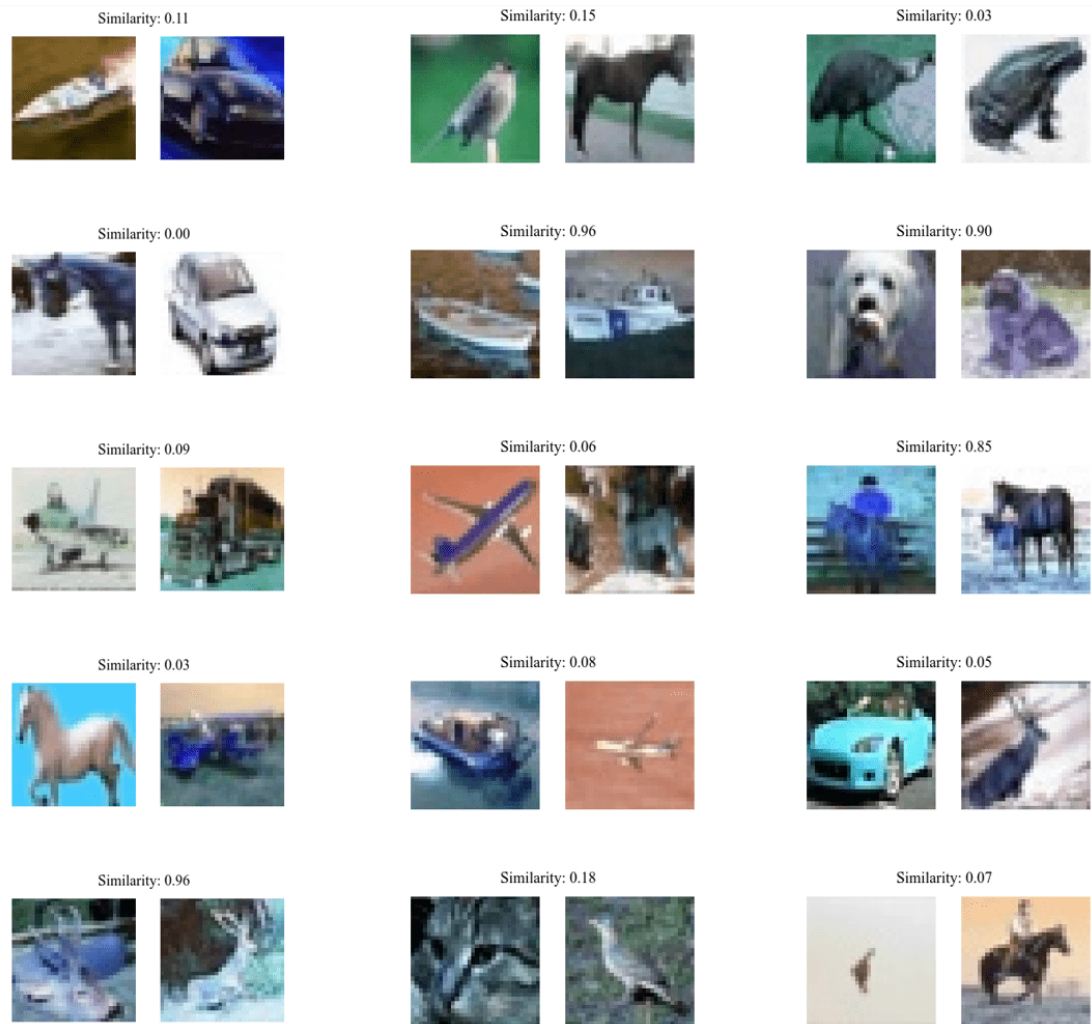 Similarity: 0.11
Similarity: 0.15
Similarity: 0.03
Similarity: 0.00
Similarity: 0.96
Similarity: 0.90
Similarity: 0.09
Similarity: 0.06
Similarity: 0.85
Similarity: 0.03
Similarity: 0.08
Similarity: 0.05
Similarity: 0.96
Similarity: 0.18
Similarity: 0.07